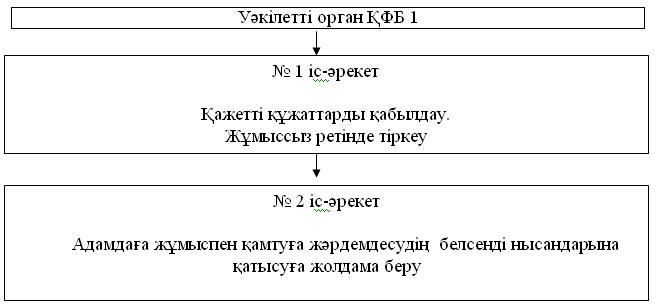 Уәкілетті орган ҚФБ 1
№ 1 іс-әрекет
Қажетті құжаттарды қабылдау.
Жұмыссыз ретінде тіркеу
№ 2 іс-әрекет
Адамдаға жұмыспен қамтуға жәрдемдесудің белсенді нысандарына
қатысуға жолдама беру